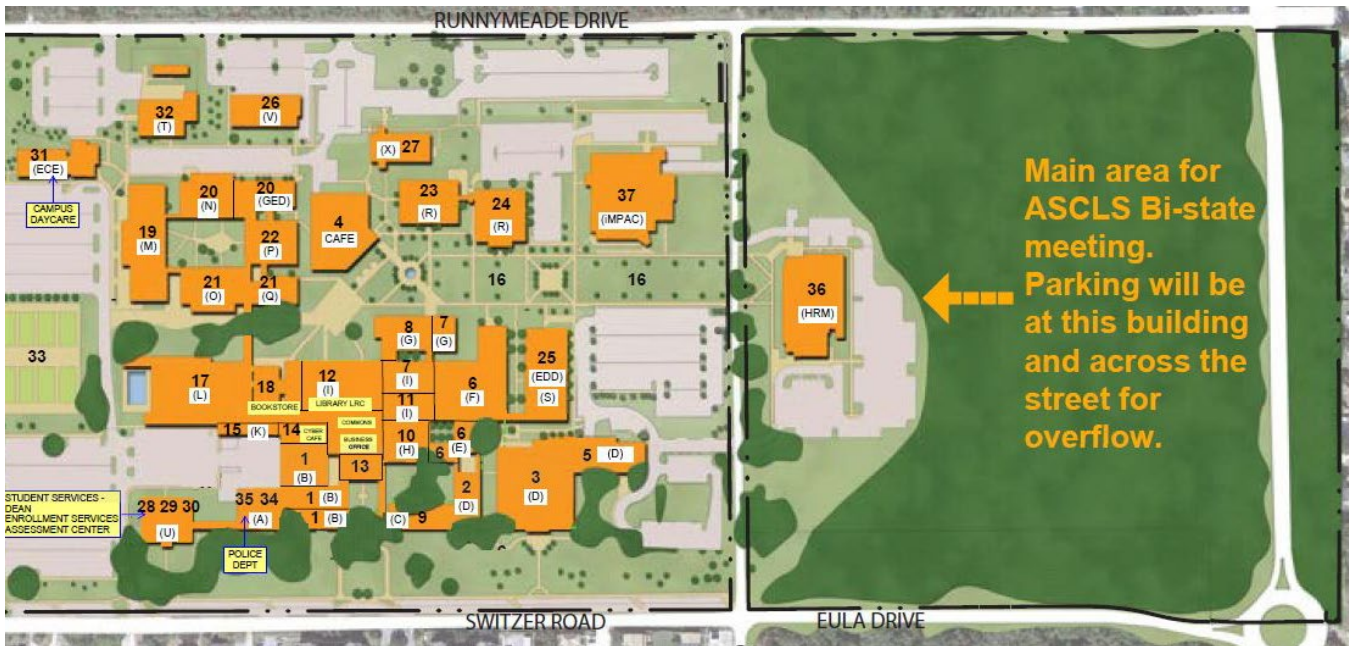 RUNNYMEADE DRIVE
32
(T)
26
(V)
(X) 27
31
(ECE)
CAMPUS
DAYCARE
20
(N)
20
(GED)
19
(M)
22
(P)
21
(O)
21
(Q)
4
CAFE
23
(R)
24
(R)
37
(iMPAC)
16
16
36
(HRM)
Main area for
ASCLS Bi-state
meeting.
Parking will be
at this building
and across the
street for
overflow.
33
8
(G)
7
(G)
17
(L)
18
BOOKSTORE
12
(I)
LIBRARY LRC
7
(I)
11
(I)
6
(F)
25
(EDD)
(S)
15 (K)
14
CYBER
CAFE
COMMONS
BUSINESS
OFFICE
10
(H)
6
(E)
6
1
(B)
13
5 (D)
3
(D)
2
(D)
STUDENT SERVICES -
DEAN
ENROLLMENT SERVICES
ASSESSMENT CENTER
28 29 30
(U)
35 34
(A)
1 (B)
1 (B)
(C) 9
POLICE
DEPT
SWITZER ROAD
EULA DRIVE